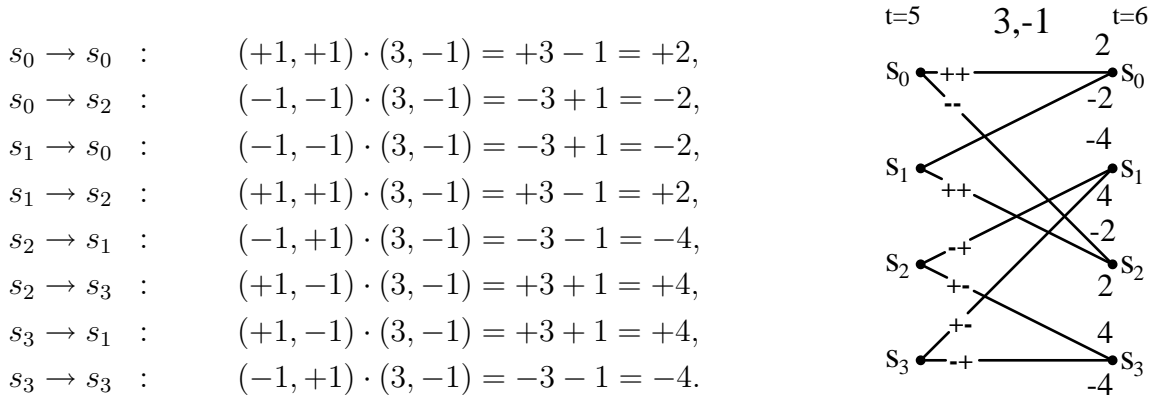 s₀ → s₀ : (+1, +1) · (3, −1) = +3 − 1 = +2,
s₀ → s₂ : (−1, −1) · (3, −1) = −3 + 1 = −2,
s₁ → s₀ : (−1, −1) · (3, −1) = −3 + 1 = −2,
s₁ → s₂ : (+1, +1) · (3, −1) = +3 − 1 = +2,
s₂ → s₁ : (−1, +1) · (3, −1) = −3 − 1 = −4,
s₂ → s₃ : (+1, −1) · (3, −1) = +3 + 1 = +4,
s₃ → s₁ : (+1, −1) · (3, −1) = +3 + 1 = +4,
s₃ → s₃ : (−1, +1) · (3, −1) = −3 − 1 = −4.
t=5 3,-1 t=6
2
S₀ ++ S₀
--
-2
-4
S₁ S₁
++
4
-2
-+
S₂ S₂
+-
2
+-
4
S₃ -+ S₃
-4